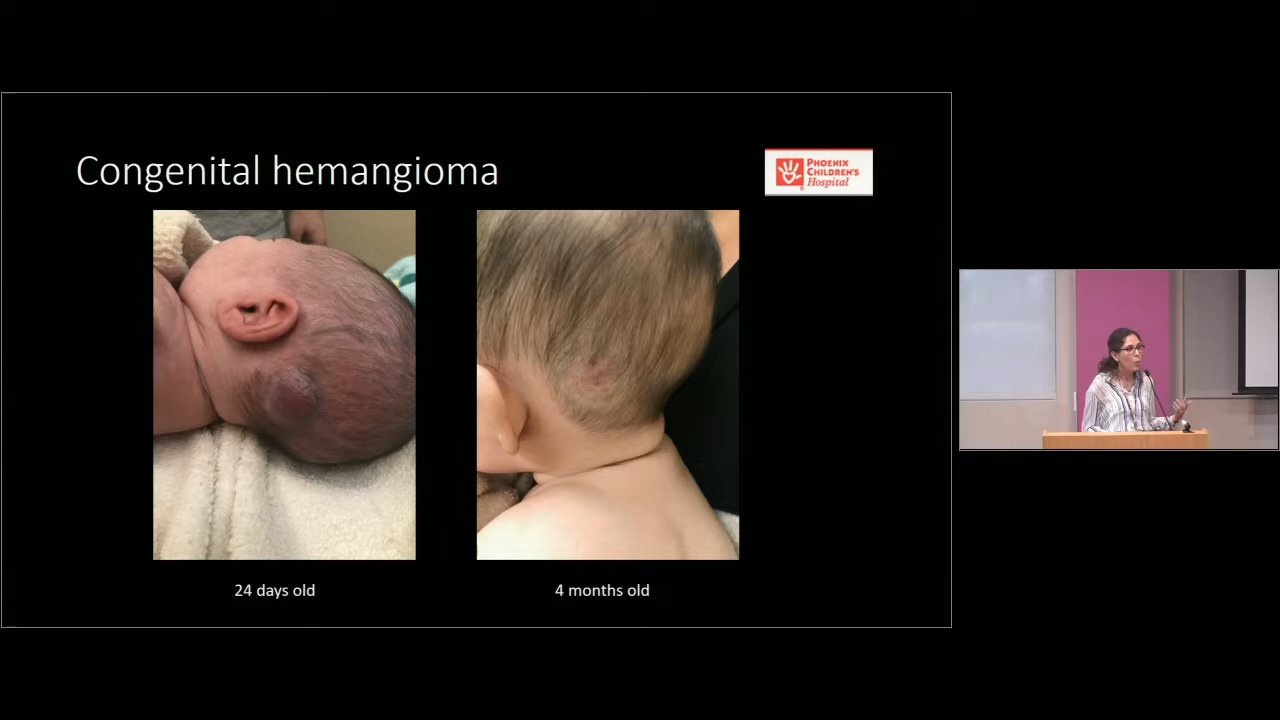 Congenital hemangioma
PHOENIX
CHILDREN'S
Hospital
24 days old
4 months old